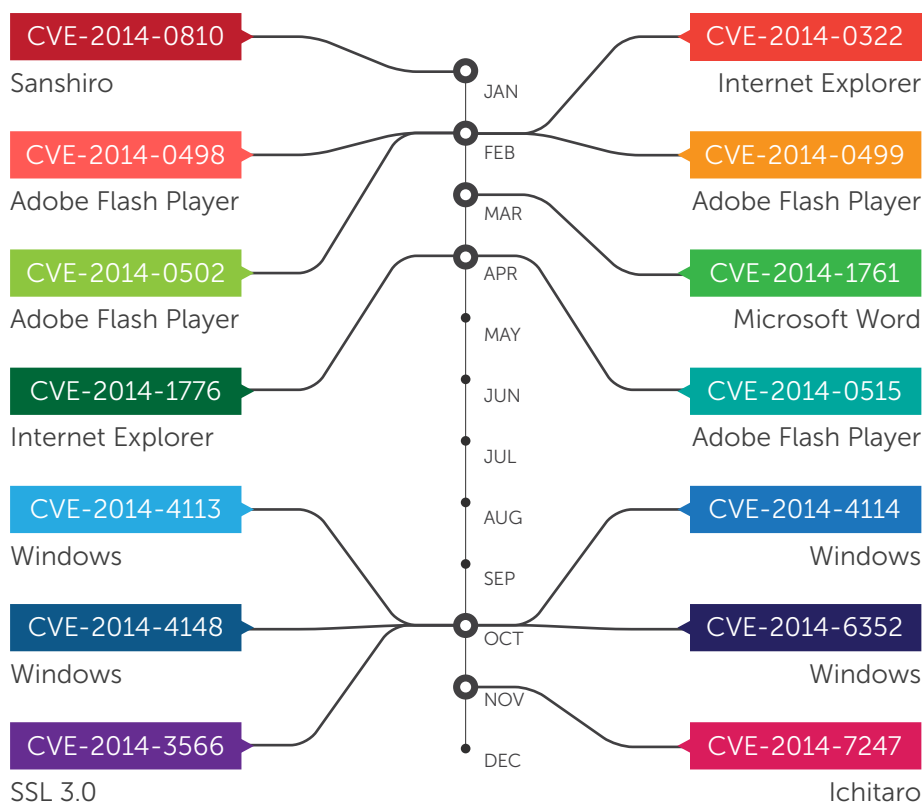 CVE-2014-0810
Sanshiro
CVE-2014-0322
Internet Explorer
JAN
CVE-2014-0498
Adobe Flash Player
FEB
CVE-2014-0499
Adobe Flash Player
MAR
CVE-2014-0502
Adobe Flash Player
APR
CVE-2014-1761
Microsoft Word
MAY
CVE-2014-1776
Internet Explorer
JUN
CVE-2014-0515
Adobe Flash Player
JUL
CVE-2014-4113
Windows
AUG
CVE-2014-4114
Windows
SEP
CVE-2014-4148
Windows
OCT
CVE-2014-6352
Windows
NOV
CVE-2014-3566
SSL 3.0
DEC
CVE-2014-7247
Ichitaro